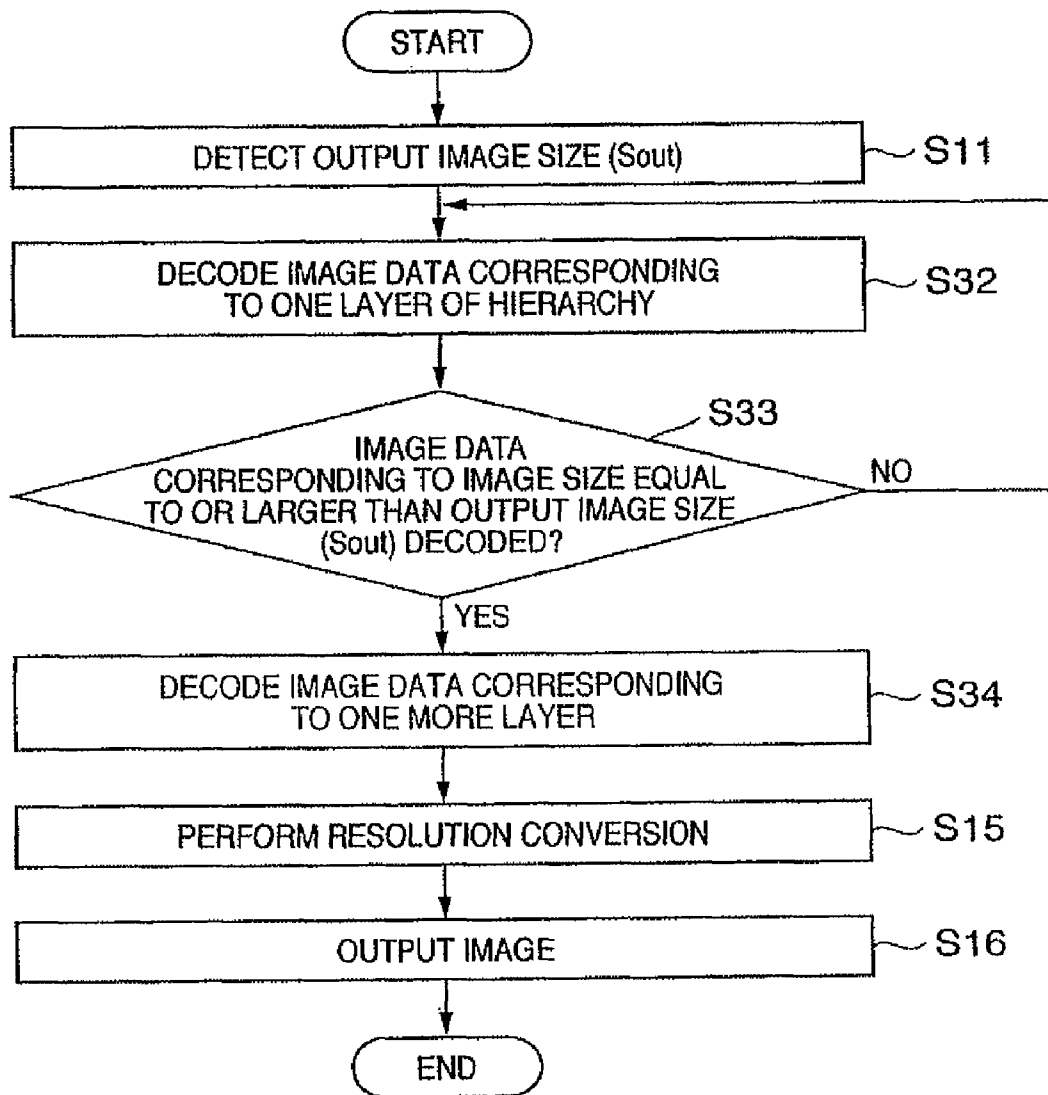 START
DETECT OUTPUT IMAGE SIZE (Sout)
S11
DECODE IMAGE DATA CORRESPONDING
TO ONE LAYER OF HIERARCHY
S32
S33
IMAGE DATA
CORRESPONDING TO IMAGE SIZE EQUAL
TO OR LARGER THAN OUTPUT IMAGE SIZE
(Sout) DECODED?
NO
YES
DECODE IMAGE DATA CORRESPONDING
TO ONE MORE LAYER
S34
PERFORM RESOLUTION CONVERSION
S15
OUTPUT IMAGE
S16
END